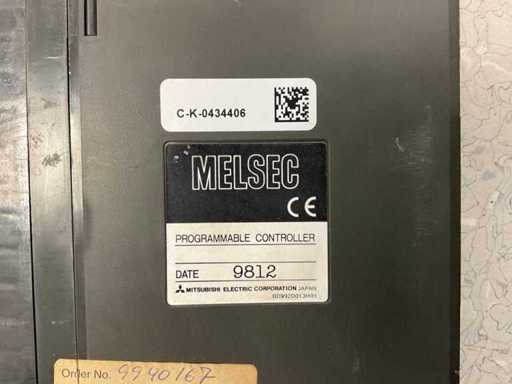 C-K-0434406
MELSEC
CE
PROGRAMMABLE CONTROLLER
DATE 9812
MITSUBISHI ELECTRIC CORPORATION JAPAN
Order No. 9940167